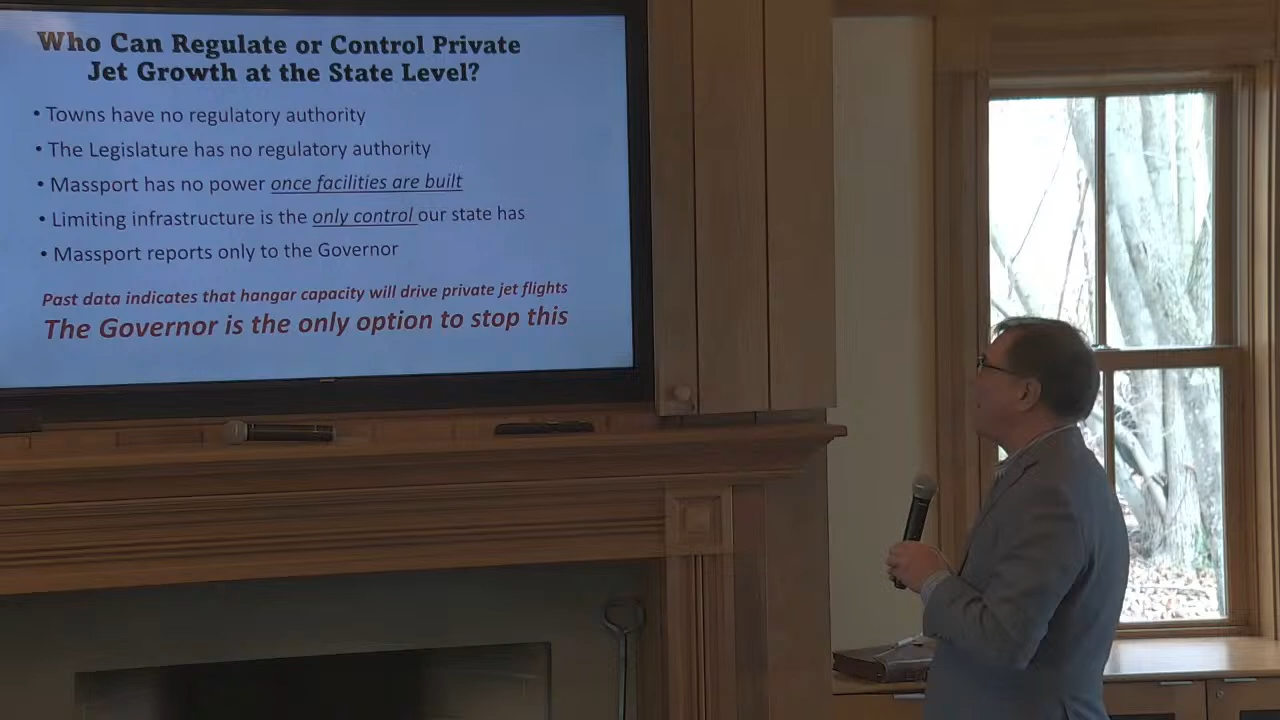 Who Can Regulate or Control Private
Jet Growth at the State Level?
• Towns have no regulatory authority
• The Legislature has no regulatory authority
• Massport has no power once facilities are built
• Limiting infrastructure is the only control our state has
• Massport reports only to the Governor
Past data indicates that hangar capacity will drive private jet flights
The Governor is the only option to stop this